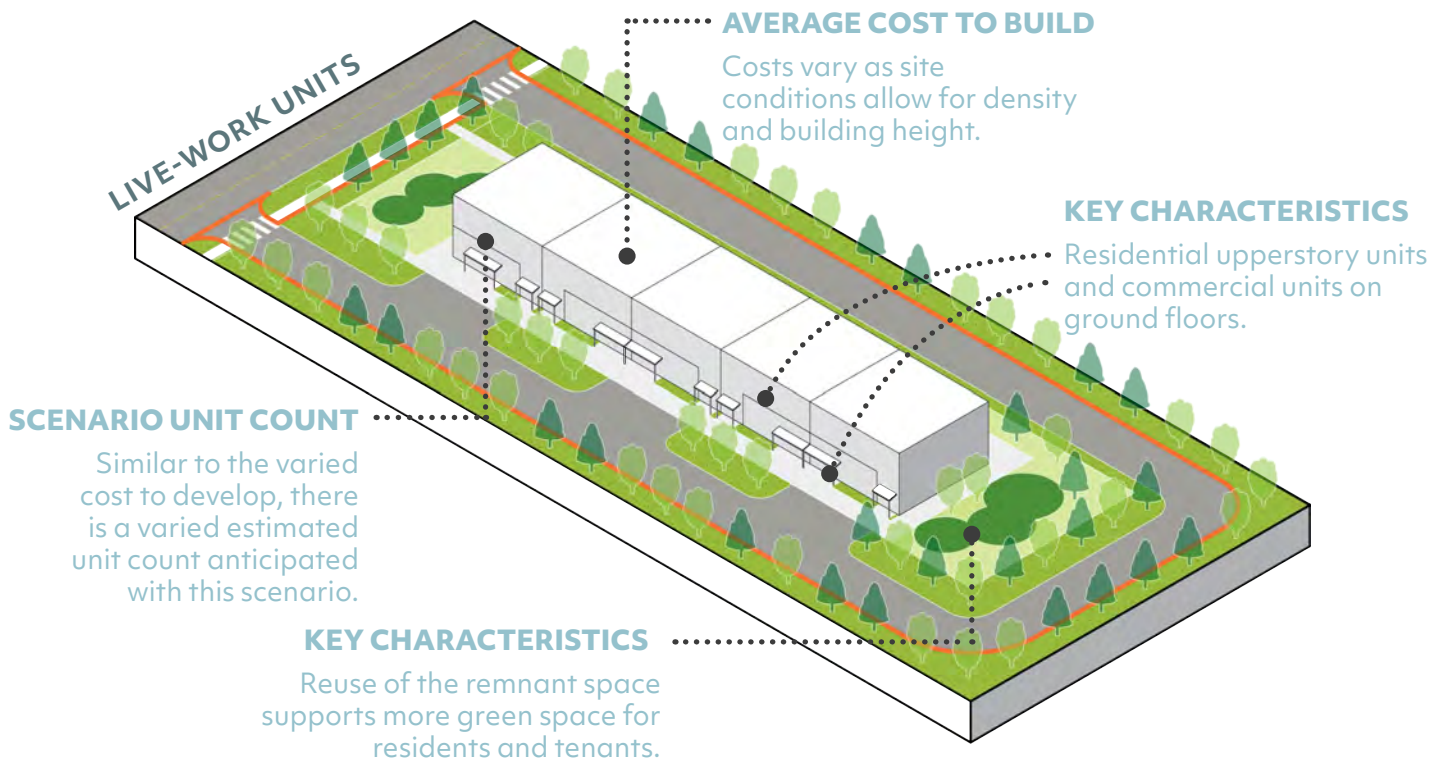 LIVE-WORK UNITS
AVERAGE COST TO BUILD
Costs vary as site
conditions allow for density
and building height.
KEY CHARACTERISTICS
Residential upperstory units
and commercial units on
ground floors.
SCENARIO UNIT COUNT
Similar to the varied
cost to develop, there
is a varied estimated
unit count anticipated
with this scenario.
KEY CHARACTERISTICS
Reuse of the remnant space
supports more green space for
residents and tenants.